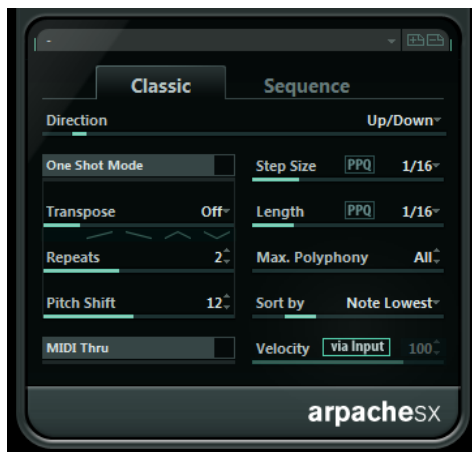 -
Classic Sequence
Direction Up/Down
One Shot Mode Step Size PPQ 1/16
Transpose Off Length PPQ 1/16
Repeats 2 Max. Polyphony All
Pitch Shift 12 Sort by Note Lowest
MIDI Thru Velocity via Input 100
arpacheSX